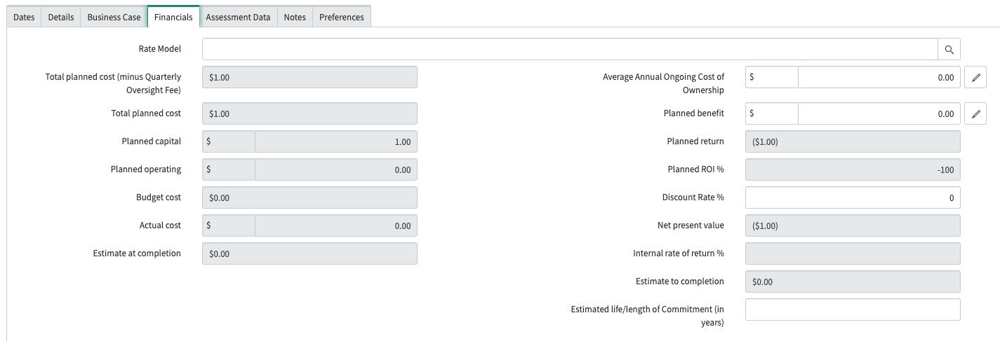 Dates Details Business Case Financials Assessment Data Notes Preferences
Rate Model
Total planned cost (minus Quarterly
Oversight Fee)
$1.00
Total planned cost $1.00
Planned capital $ 1.00
Planned operating $ 0.00
Budget cost $0.00
Actual cost $ 0.00
Estimate at completion $0.00
Average Annual Ongoing Cost of
Ownership
$ 0.00
Planned benefit $ 0.00
Planned return ($1.00)
Planned ROI % -100
Discount Rate % 0
Net present value ($1.00)
Internal rate of return %
Estimate to completion $0.00
Estimated life/length of Commitment (in
years)